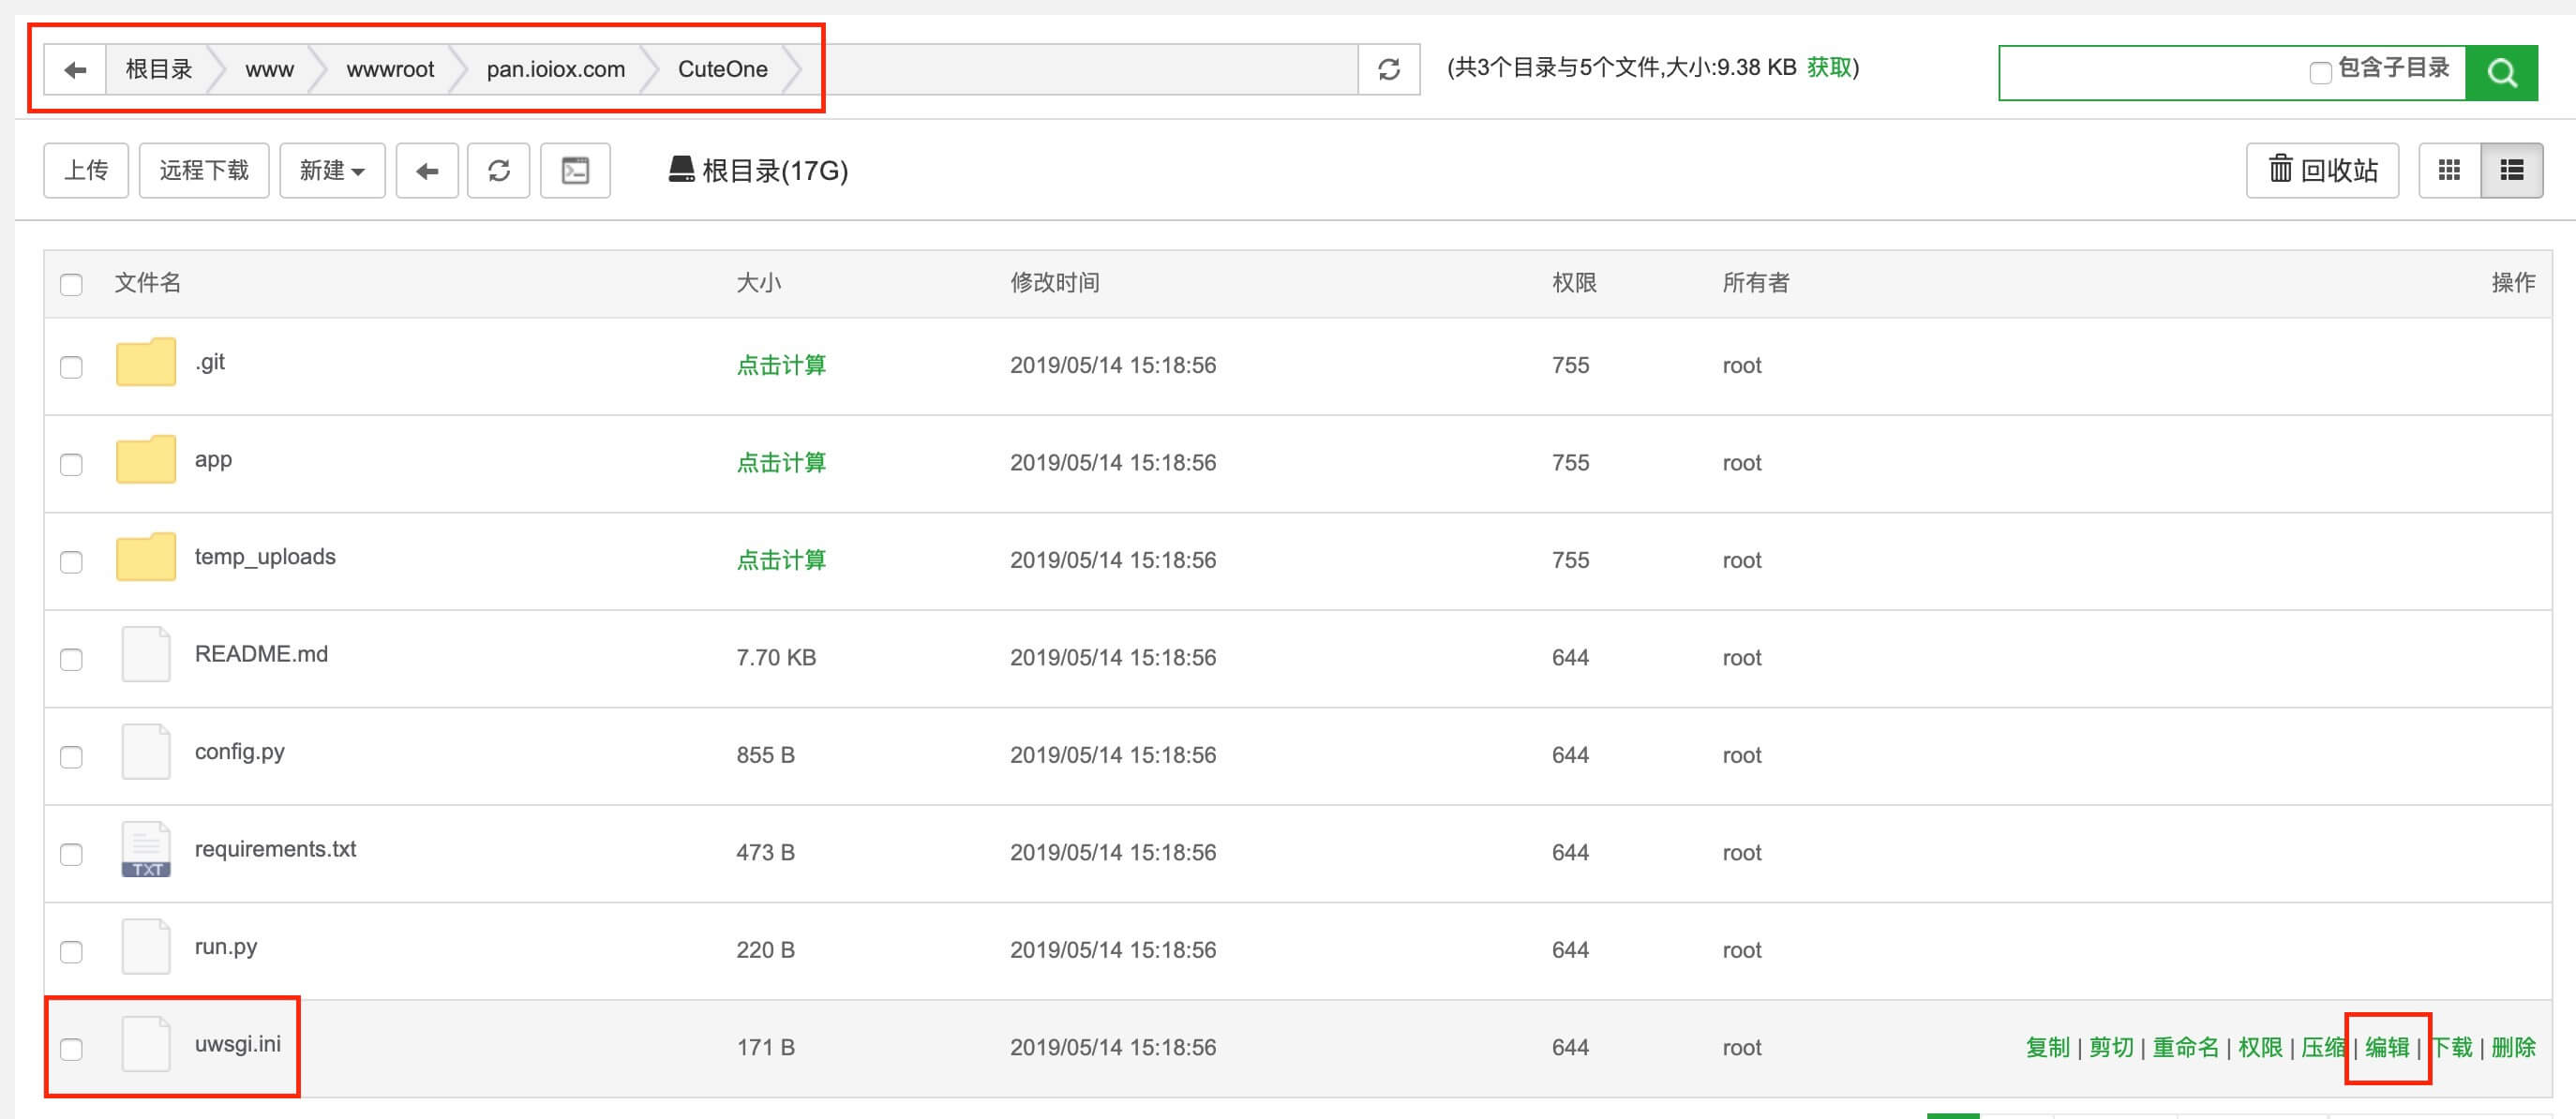 根目录 www wwwroot pan.ioiox.com CuteOne (共3个目录与5个文件,大小:9.38 KB 获取) 包含子目录
上传 远程下载 新建 根目录(17G) 回收站
文件名 大小 修改时间 权限 所有者 操作
.git 点击计算 2019/05/14 15:18:56 755 root
app 点击计算 2019/05/14 15:18:56 755 root
temp_uploads 点击计算 2019/05/14 15:18:56 755 root
README.md 7.70 KB 2019/05/14 15:18:56 644 root
config.py 855 B 2019/05/14 15:18:56 644 root
TXT requirements.txt 473 B 2019/05/14 15:18:56 644 root
run.py 220 B 2019/05/14 15:18:56 644 root
uwsgi.ini 171 B 2019/05/14 15:18:56 644 root 复制 | 剪切 | 重命名 | 权限 | 压缩 | 编辑 | 下载 | 删除